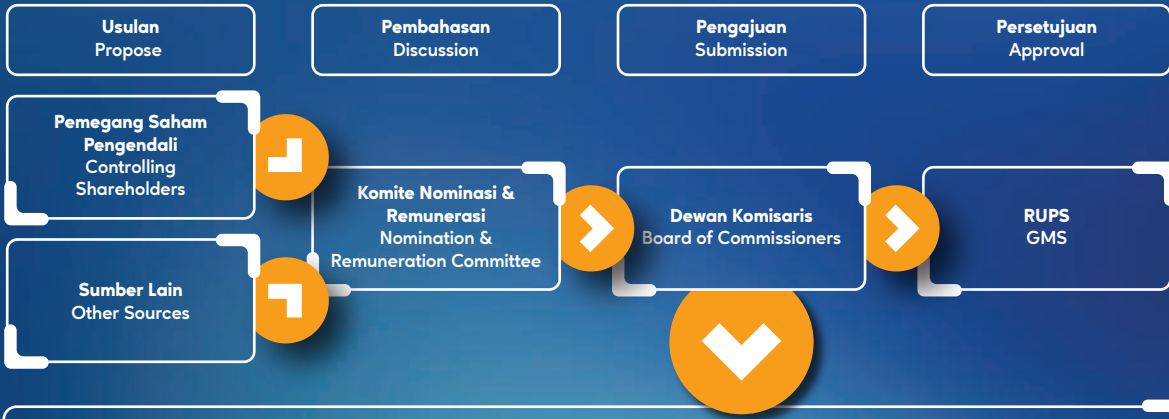 Usulan
Propose
Pembahasan
Discussion
Pengajuan
Submission
Persetujuan
Approval
Pemegang Saham
Pengendali
Controlling
Shareholders
Sumber Lain
Other Sources
Komite Nominasi &
Remunerasi
Nomination &
Remuneration Committee
Dewan Komisaris
Board of Commissioners
RUPS
GMS